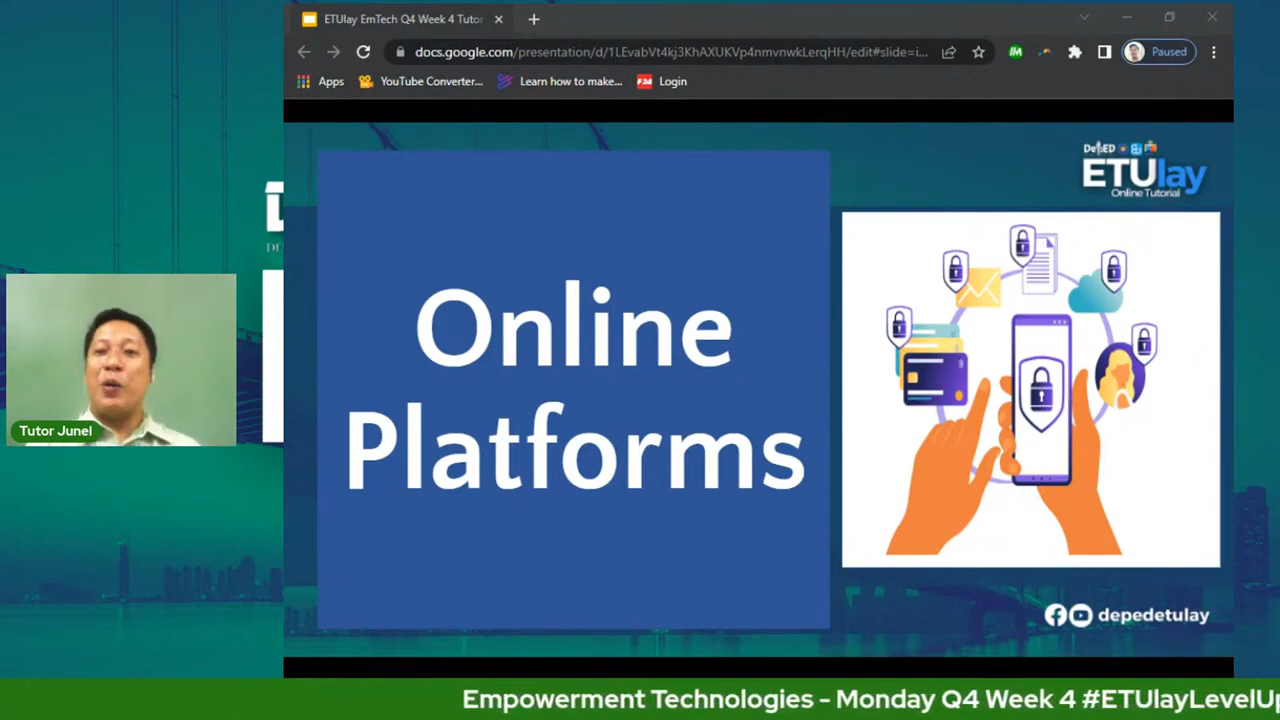 ETUlay EmTech Q4 Week 4 Tutor
docs.google.com/presentation/d/1LEvabVt4kj3KhAXUKVp4nmvnwkLerqHH/edit#slide=i...
Paused
Apps
YouTube Converter...
Learn how to make...
Login
DepED
ETUlay
Online Tutorial
Online
Platforms
Tutor Junel
depedetulay
Empowerment Technologies - Monday Q4 Week 4 #ETUlayLevelUp